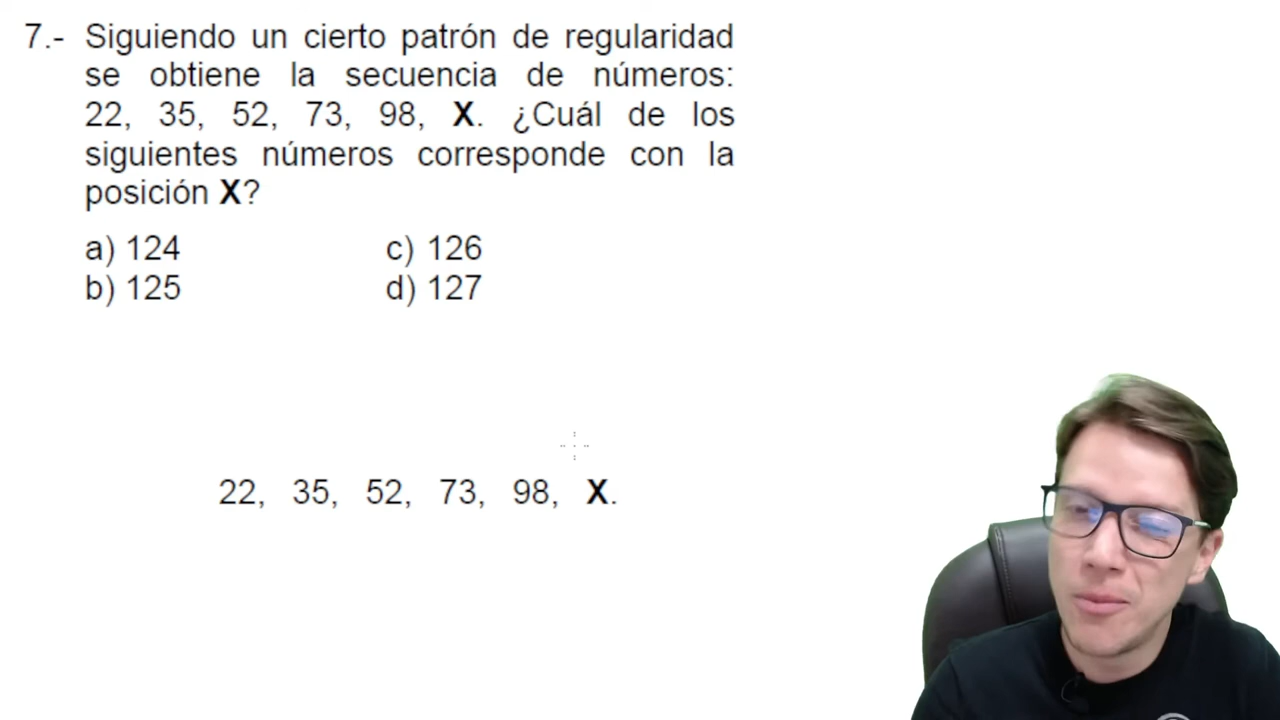 7.- Siguiendo un cierto patrón de regularidad
se obtiene la secuencia de números:
22, 35, 52, 73, 98, X. ¿Cuál de los
siguientes números corresponde con la
posición X?
a) 124 c) 126
b) 125 d) 127
22, 35, 52, 73, 98, X.